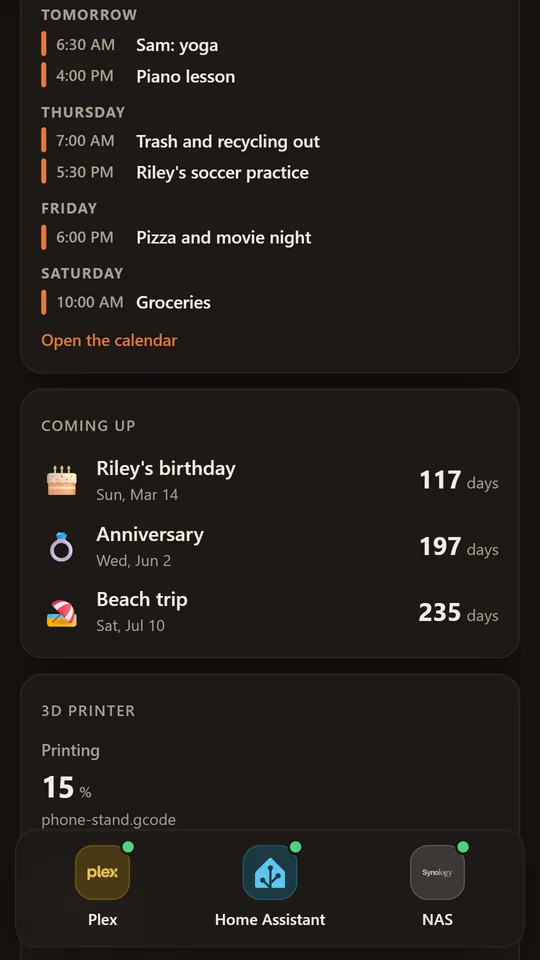 TOMORROW
6:30 AM Sam: yoga
4:00 PM Piano lesson
THURSDAY
7:00 AM Trash and recycling out
5:30 PM Riley's soccer practice
FRIDAY
6:00 PM Pizza and movie night
SATURDAY
10:00 AM Groceries
Open the calendar
COMING UP
Riley's birthday
Sun, Mar 14
117 days
Anniversary
Wed, Jun 2
197 days
Beach trip
Sat, Jul 10
235 days
3D PRINTER
Printing
15 %
phone-stand.gcode
plex
Synology
Plex
Home Assistant
NAS